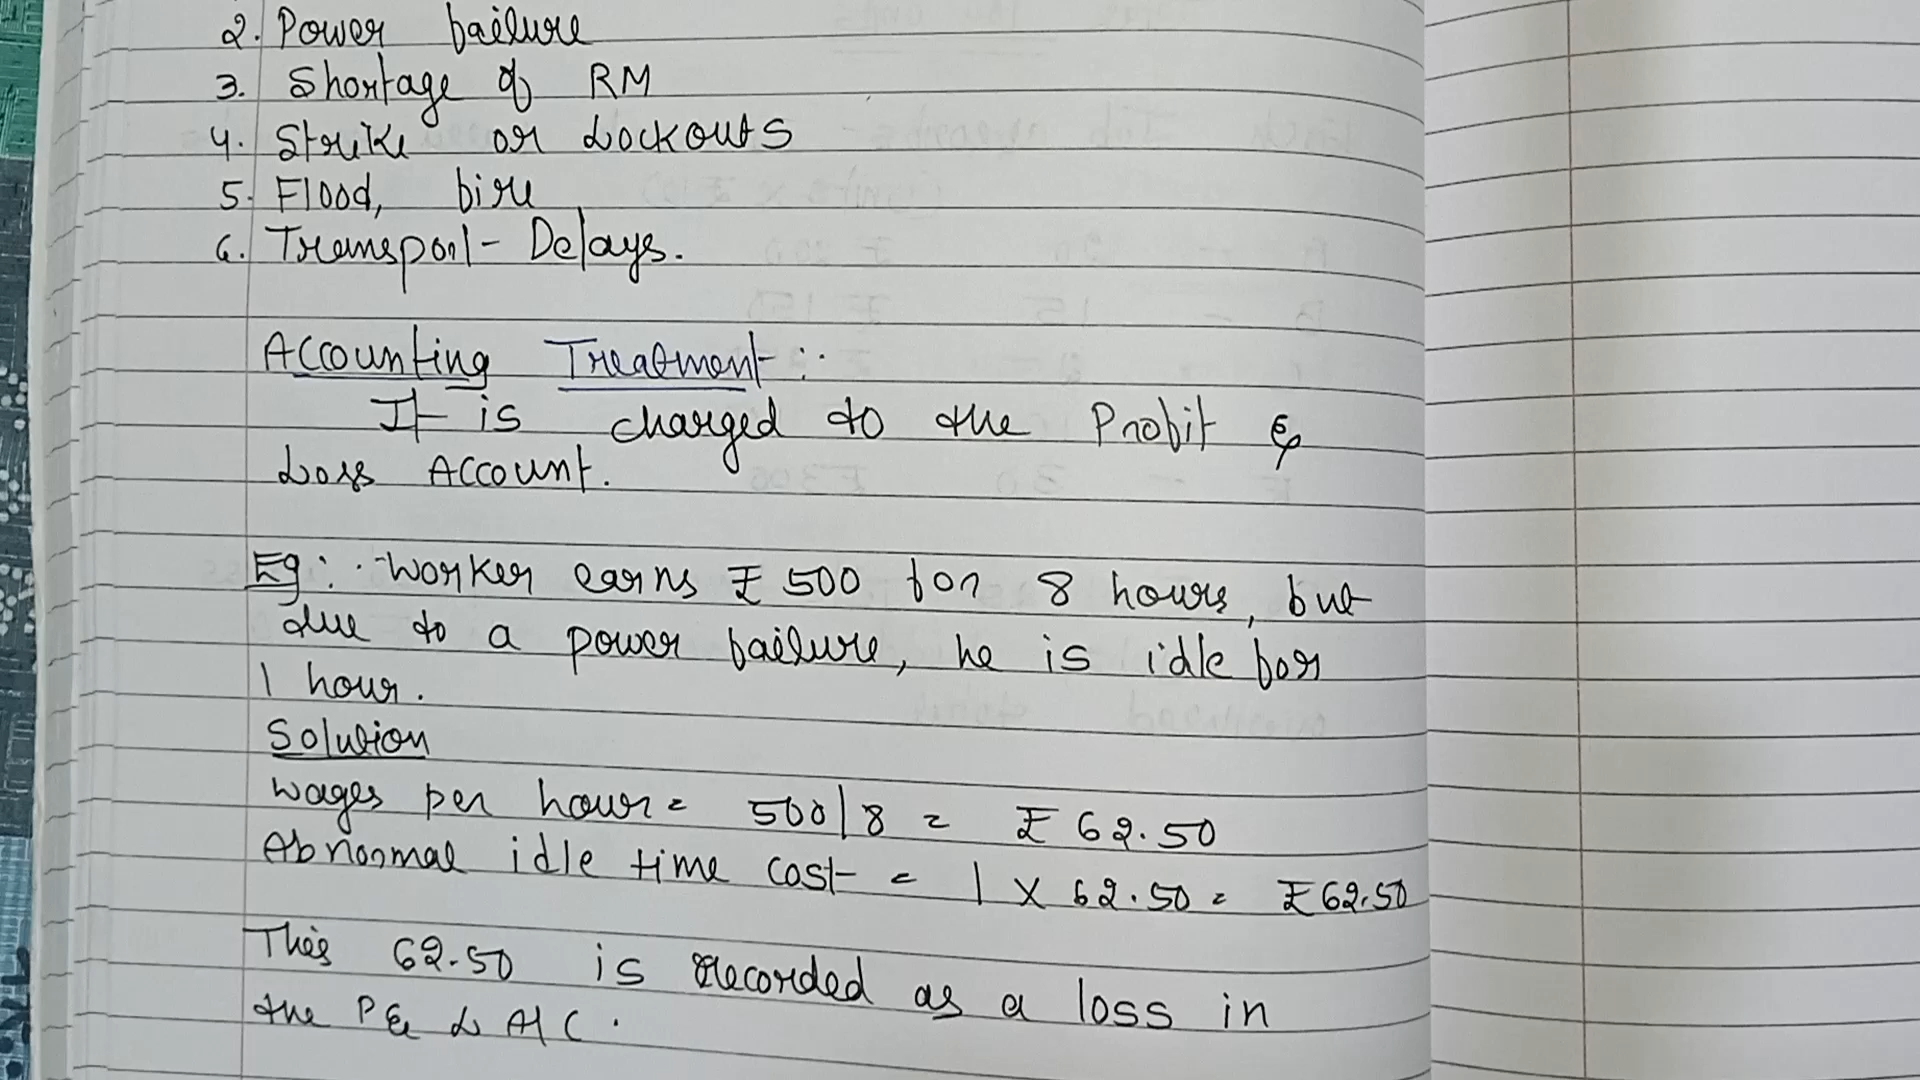 2. Power failure
3. Shortage of RM
4. Strike or Lockouts
5. Flood, fire
6. Transport Delays.
Accounting Treatment:
It is charged to the Profit &
Loss Account.
Eg: Worker earns ₹ 500 for 8 hours, but
due to a power failure, he is idle for
1 hour.
Solution
Wages per hour = 500/8 = ₹ 62.50
Abnormal idle time cost = 1 X 62.50 = ₹62.50
This 62.50 is recorded as a loss in
the P& L A/C.